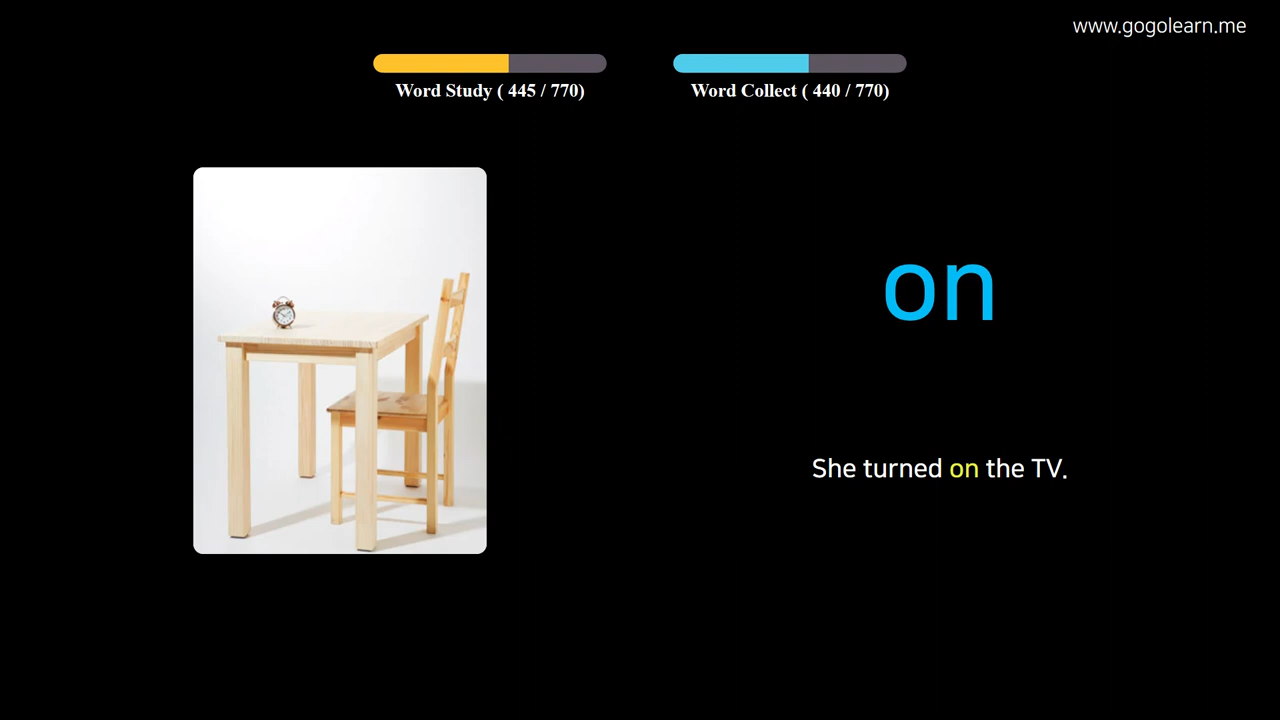 www.gogolearn.me
Word Study ( 445 / 770)
Word Collect ( 440 / 770)
on
She turned on the TV.